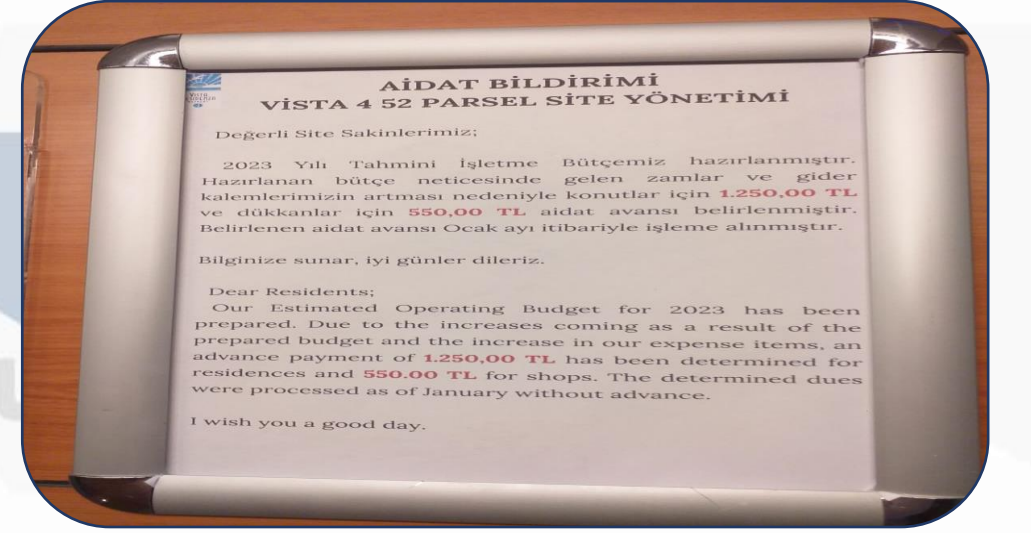 AİDAT BİLDİRİMİ
VİSTA 4 52 PARSEL SİTE YÖNETİMİ
Değerli Site Sakinlerimiz;
2023 Yılı Tahmini İşletme Bütçemiz hazırlanmıştır.
Hazırlanan bütçe neticesinde gelen zamlar ve gider
kalemlerimizin artması nedeniyle konutlar için 1.250,00 TL
ve dükkanlar için 550,00 TL aidat avansı belirlenmiştir.
Belirlenen aidat avansı Ocak ayı itibariyle işleme alınmıştır.
Bilginize sunar, iyi günler dileriz.
Dear Residents;
Our Estimated Operating Budget for 2023 has been
prepared. Due to the increases coming as a result of the
prepared budget and the increase in our expense items, an
advance payment of 1.250,00 TL has been determined for
residences and 550.00 TL for shops. The determined dues
were processed as of January without advance.
I wish you a good day.